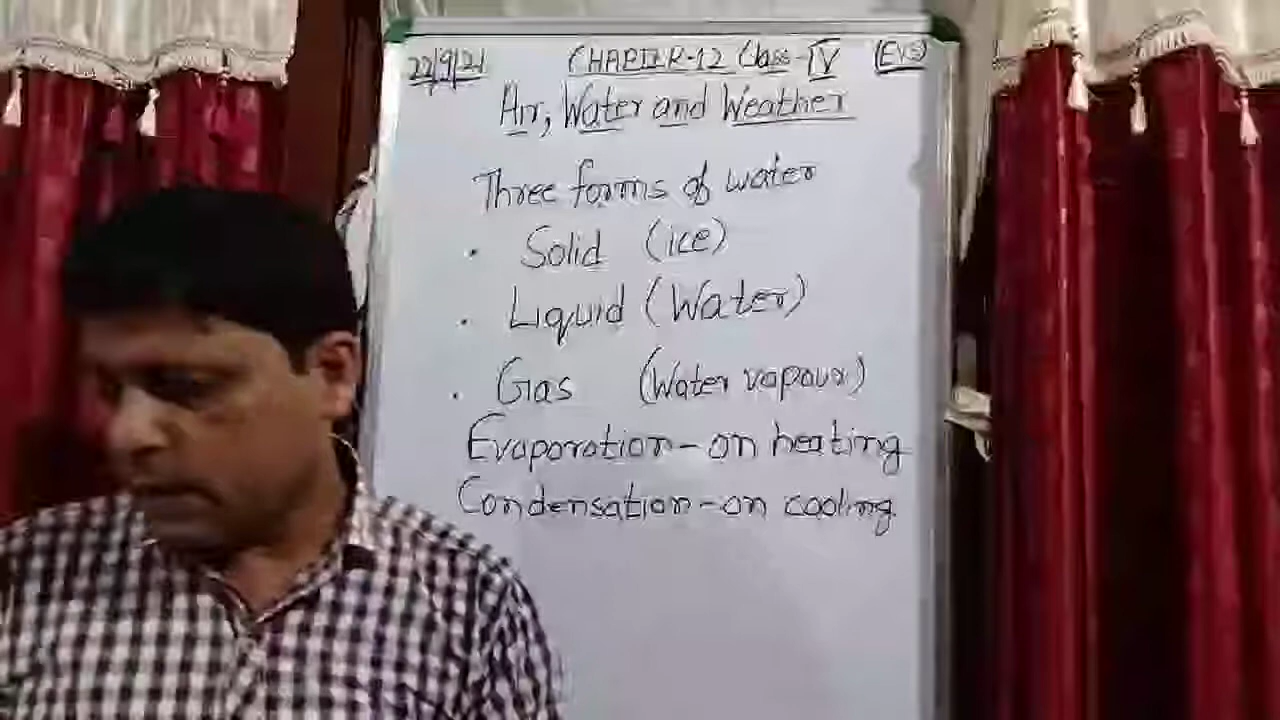 22/9/21 CHAPTER-12 Class-IV (EVS)
Air, Water and Weather
Three forms of water
· Solid (ice)
· Liquid (Water)
· Gas (Water vapour)
Evaporation-on heating
Condensation-on cooling